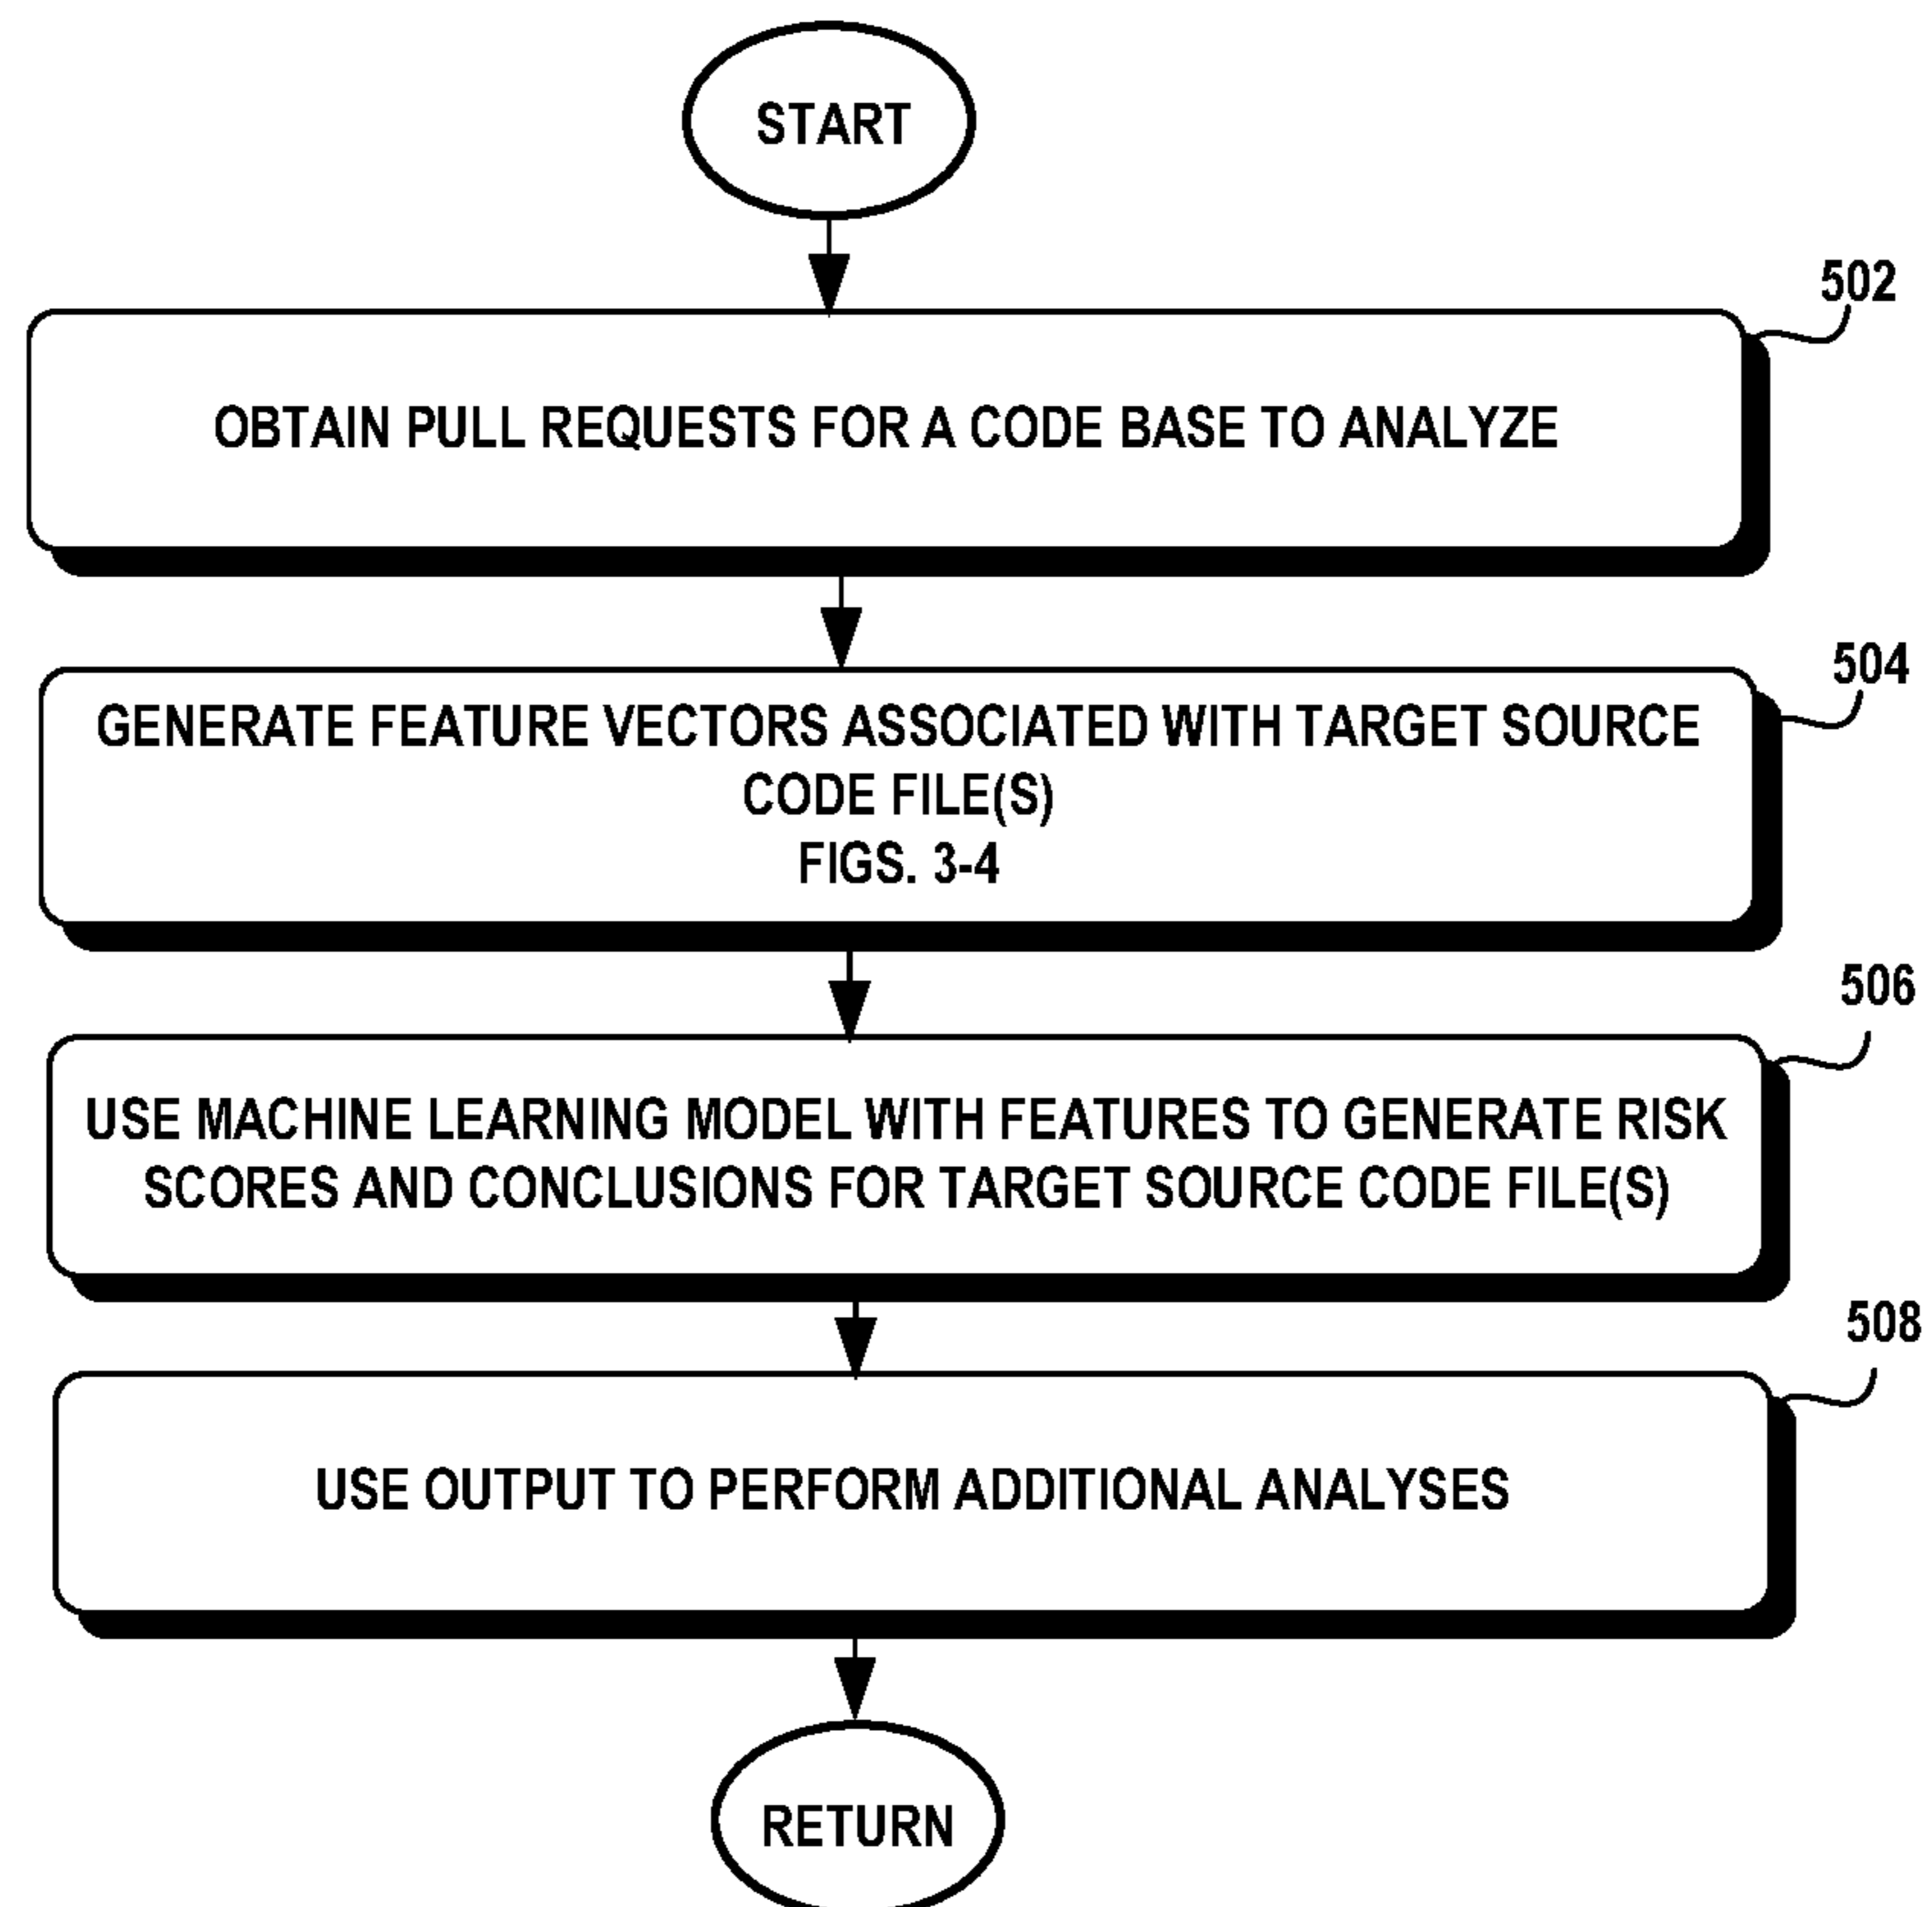 START
502
OBTAIN PULL REQUESTS FOR A CODE BASE TO ANALYZE
504
GENERATE FEATURE VECTORS ASSOCIATED WITH TARGET SOURCE
CODE FILE(S)
FIGS. 3-4
506
USE MACHINE LEARNING MODEL WITH FEATURES TO GENERATE RISK
SCORES AND CONCLUSIONS FOR TARGET SOURCE CODE FILE(S)
508
USE OUTPUT TO PERFORM ADDITIONAL ANALYSES
RETURN